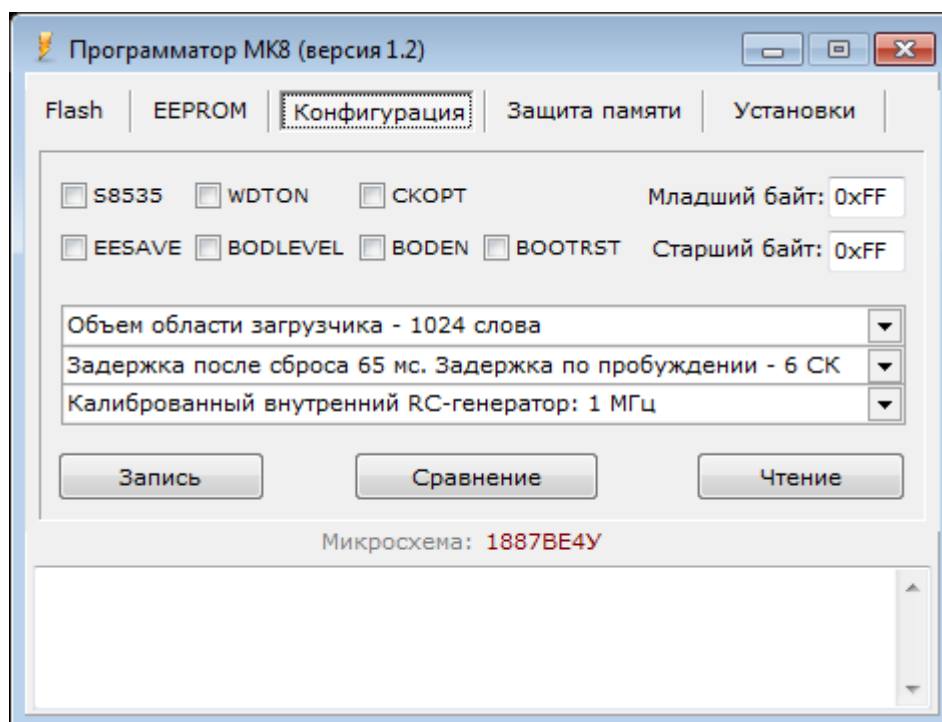 Программатор МК8 (версия 1.2)
Flash EEPROM Конфигурация Защита памяти Установки
S8535 WDTON CKOPT Младший байт: 0xFF
EESAVE BODLEVEL BODEN BOOTRST Старший байт: 0xFF
Объем области загрузчика - 1024 слова
Задержка после сброса 65 мс. Задержка по пробуждении - 6 СК
Калиброванный внутренний RC-генератор: 1 МГц
Запись Сравнение Чтение
Микросхема: 1887ВЕ4У